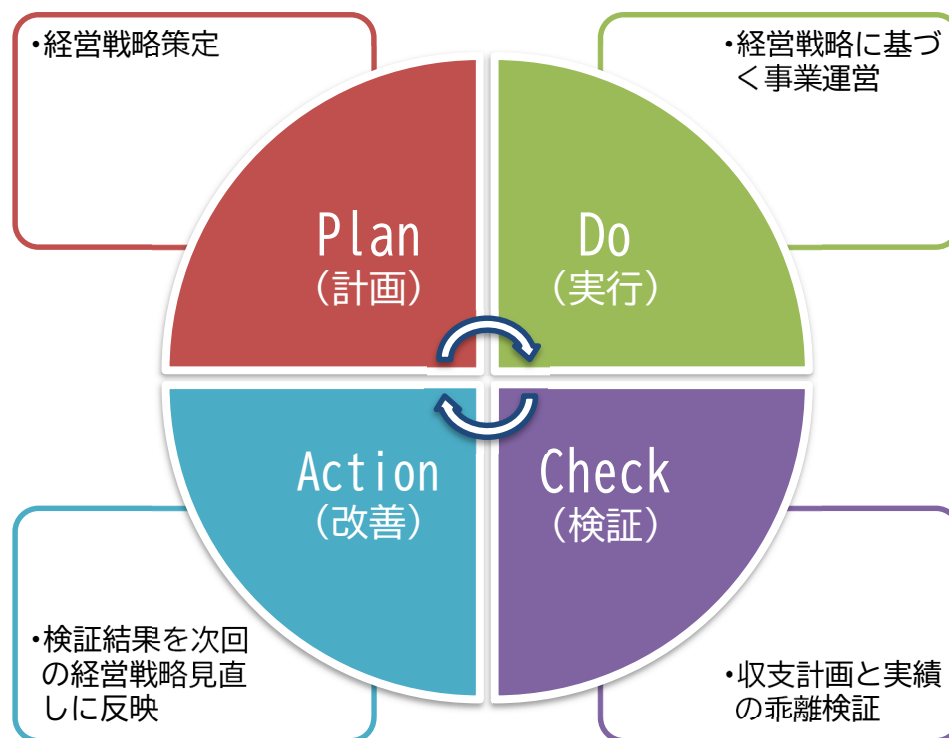 ・経営戦略策定
・経営戦略に基づ
く事業運営
Plan
（計画）
Do
（実行）
Action
（改善）
Check
（検証）
・検証結果を次回
の経営戦略見直
しに反映
・収支計画と実績
の乖離検証